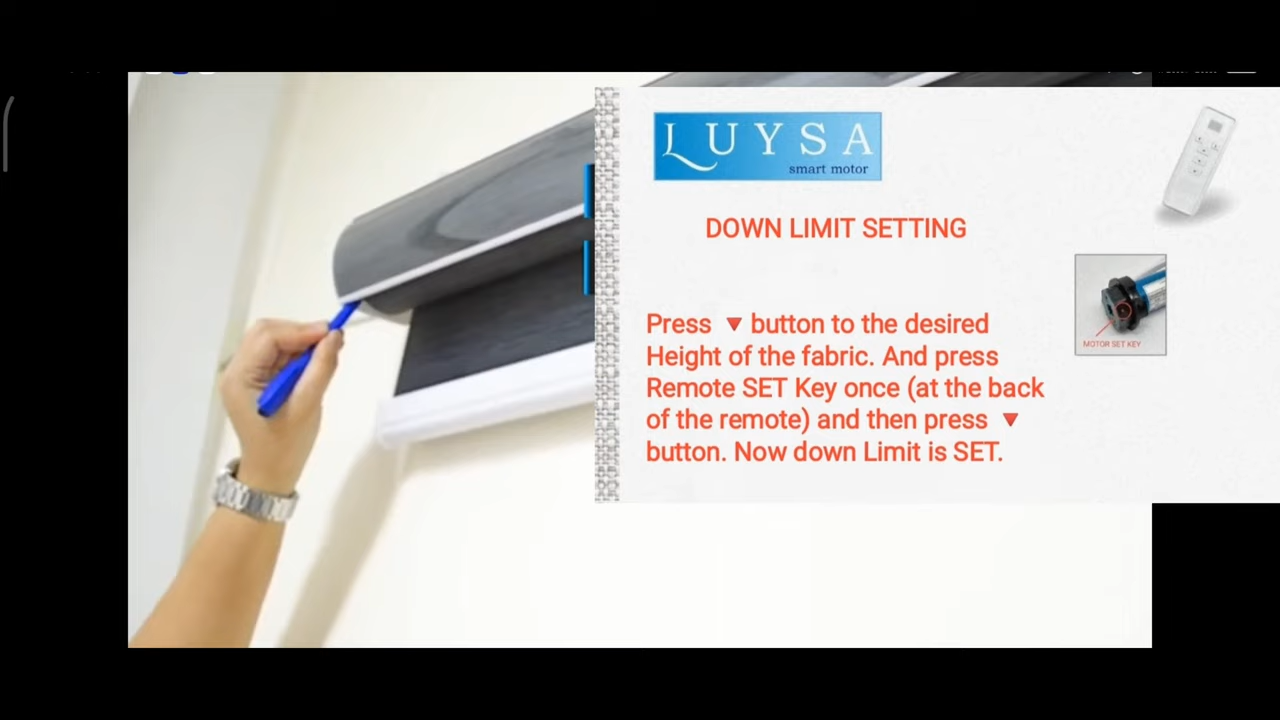 LUYSA
smart motor
DOWN LIMIT SETTING
Press ▼ button to the desired
Height of the fabric. And press
Remote SET Key once (at the back
of the remote) and then press ▼
button. Now down Limit is SET.
MOTOR SET KEY